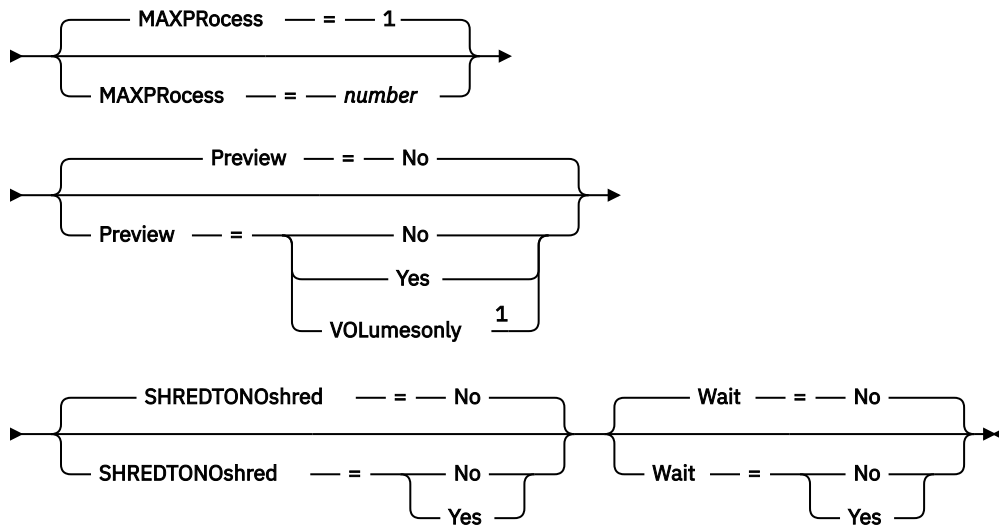 MAXPRocess = 1
MAXPRocess = number
Preview = No
Preview = No
Yes
VOLumesonly 1
SHREDTONOshred = No Wait = No
SHREDTONOshred = No Wait = No
Yes Yes